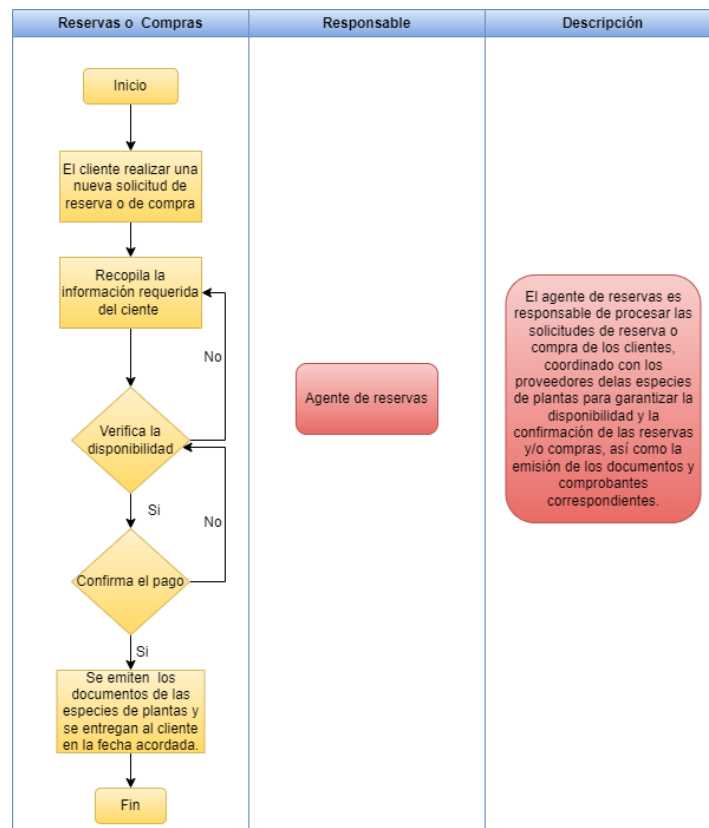 Reservas o Compras
Responsable
Descripción
Inicio
El cliente realizar una
nueva solicitud de
reserva o de compra
Recopila la
información requerida
del ciente
No
Verifica la
disponibilidad
Si
No
Confirma el pago
Si
Se emiten los
documentos de las
especies de plantas y
se entregan al cliente
en la fecha acordada.
Fin
Agente de reservas
El agente de reservas es
responsable de procesar las
solicitudes de reserva o
compra de los clientes,
coordinado con los
proveedores delas especies
de plantas para garantizar la
disponibilidad y la
confirmación de las reservas
y/o compras, así como la
emisión de los documentos y
comprobantes
correspondientes.